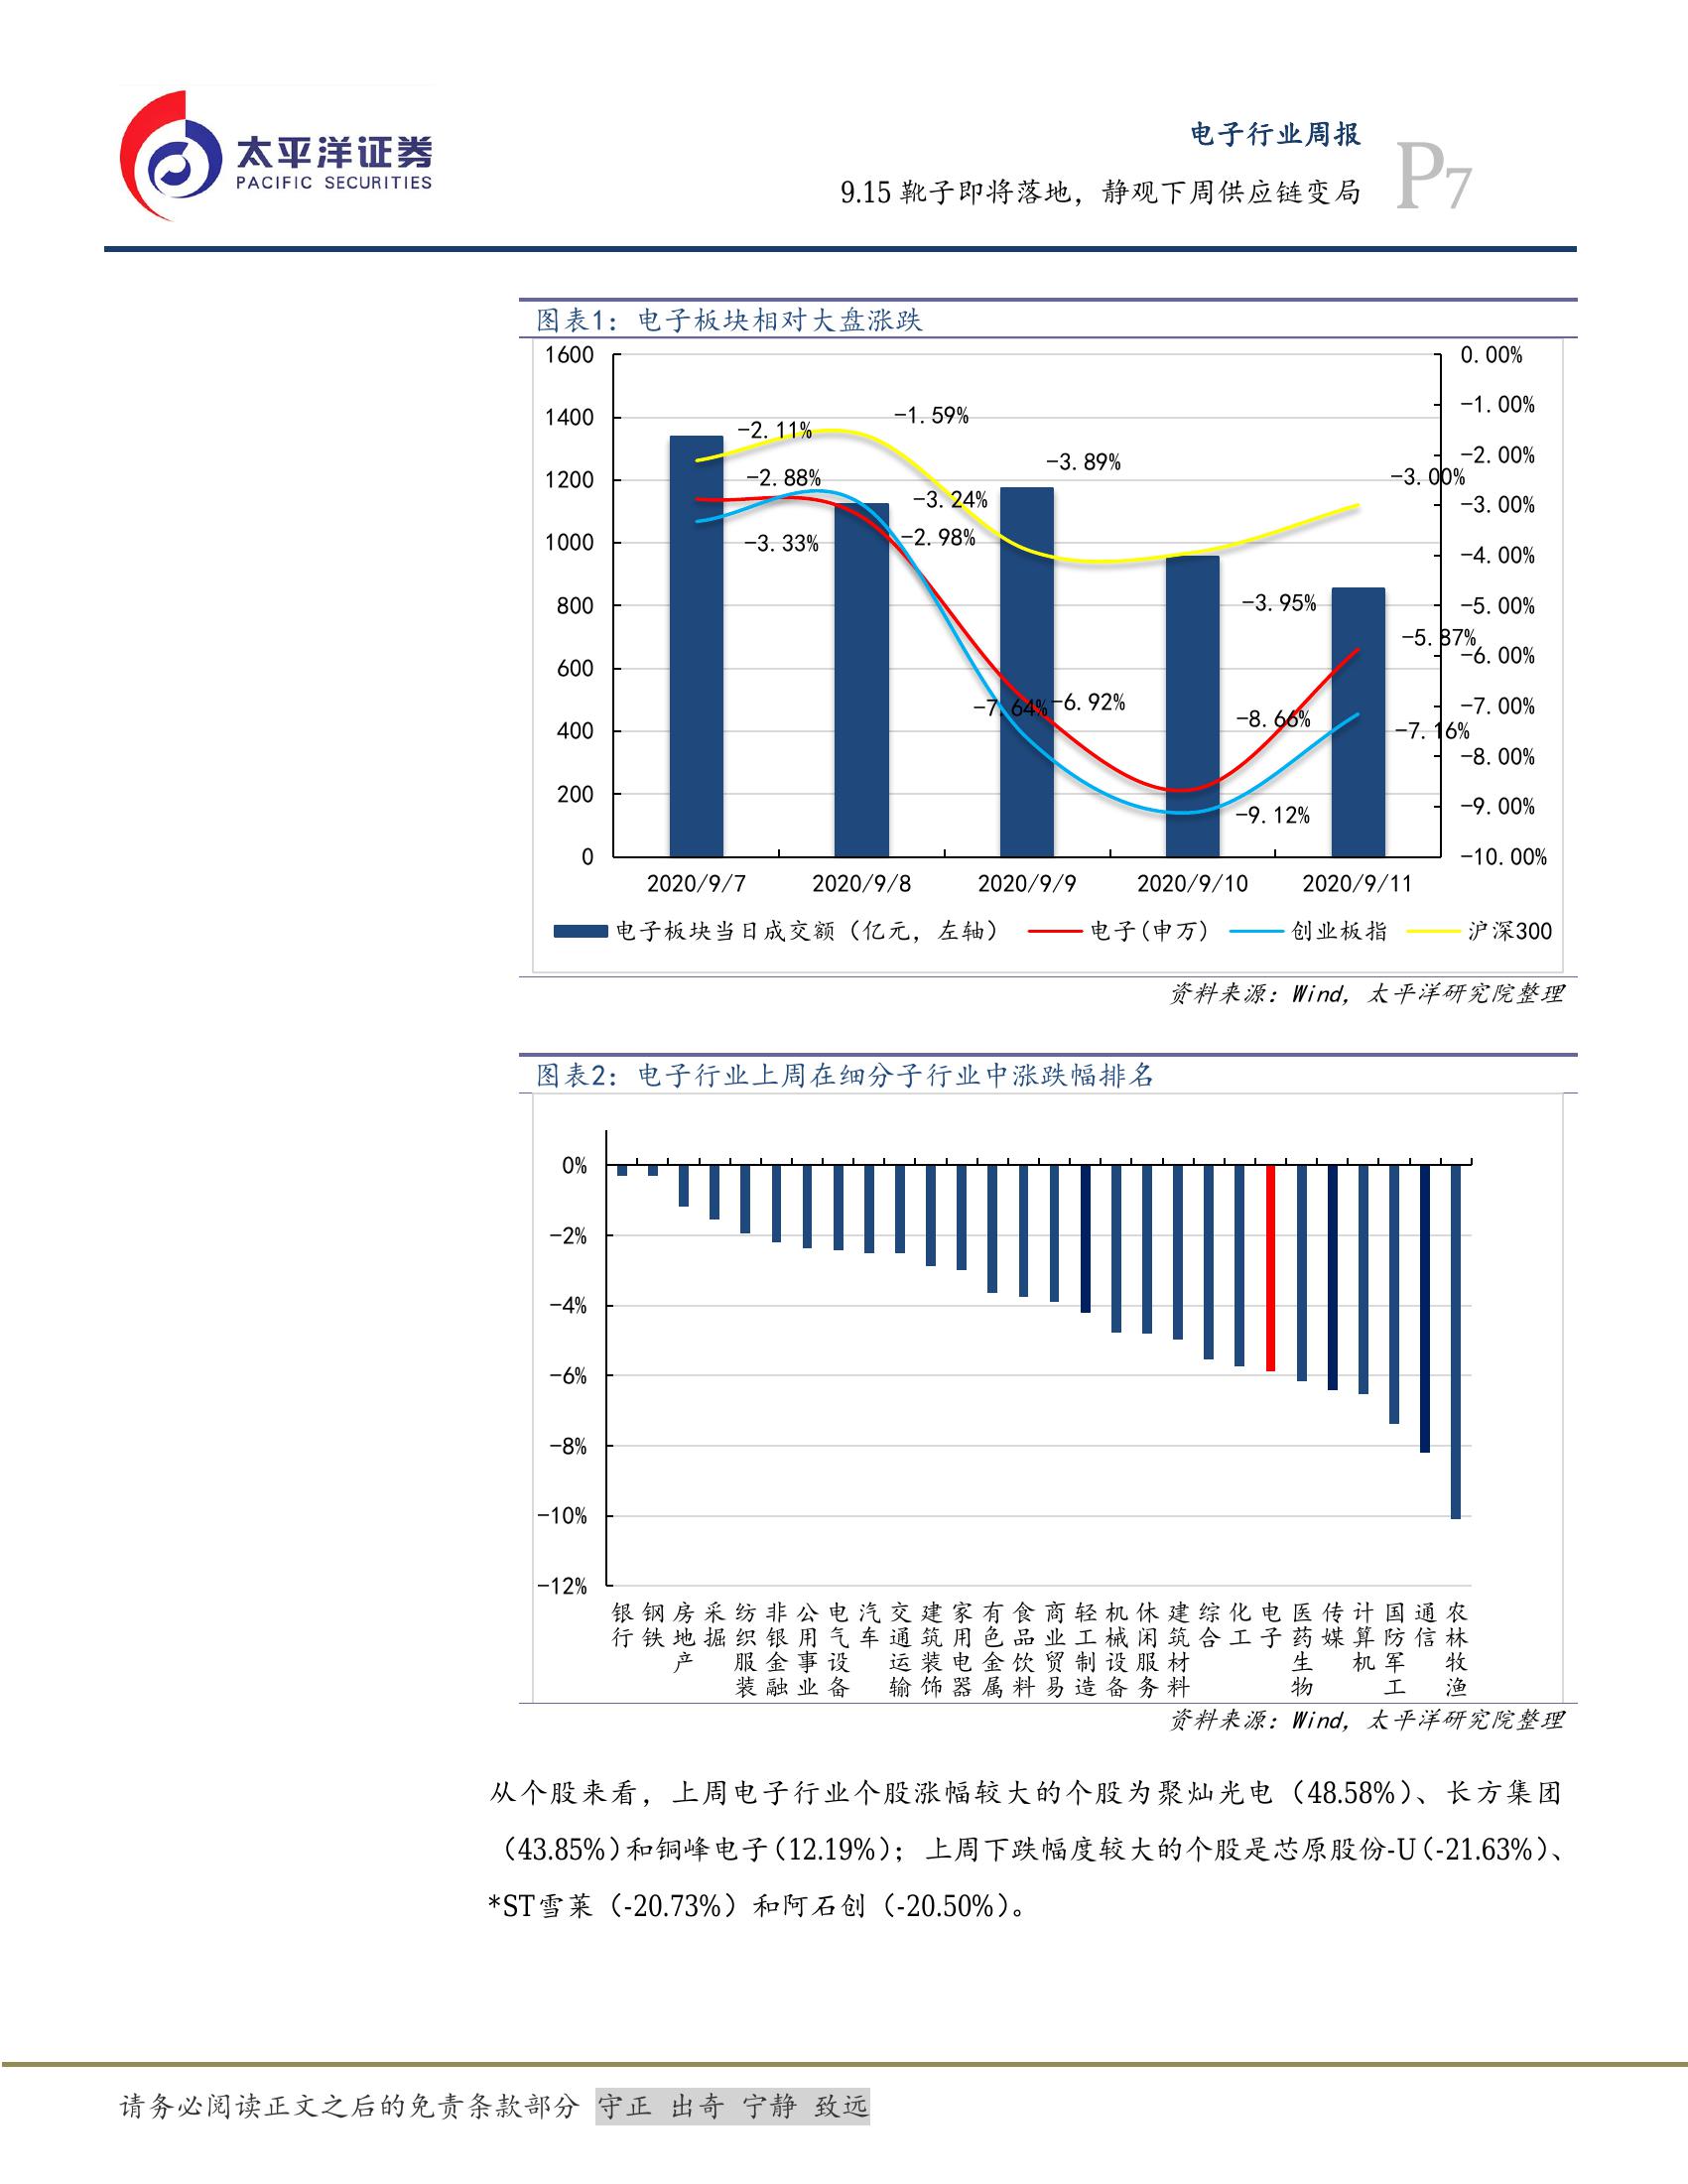 太平洋证券
PACIFIC SECURITIES
电子行业周报
9.15 靴子即将落地，静观下周供应链变局
P7
图表1：电子板块相对大盘涨跌
1600
1400
1200
1000
800
600
400
200
0
0.00%
-1.00%
-2.00%
-3.00%
-4.00%
-5.00%
-6.00%
-7.00%
-8.00%
-9.00%
-10.00%
-2.11%
-1.59%
-3.89%
-3.95%
-3.00%
-2.88%
-3.24%
-6.92%
-8.66%
-5.87%
-3.33%
-2.98%
-7.64%
-9.12%
-7.16%
2020/9/7 2020/9/8 2020/9/9 2020/9/10 2020/9/11
电子板块当日成交额（亿元，左轴） 电子(申万) 创业板指 沪深300
资料来源：Wind，太平洋研究院整理
图表2：电子行业上周在细分子行业中涨跌幅排名
0%
-2%
-4%
-6%
-8%
-10%
-12%
银行
钢铁
房地产
采掘
纺织服装
非银金融
公用事业
电气设备
汽车
交通运输
建筑装饰
家用电器
有色金属
食品饮料
商业贸易
轻工制造
机械设备
休闲服务
建筑材料
综合
化工
电子
医药生物
传媒
计算机
国防军工
通信
农林牧渔
资料来源：Wind，太平洋研究院整理
从个股来看，上周电子行业个股涨幅较大的个股为聚灿光电（48.58%）、长方集团
（43.85%）和铜峰电子（12.19%）；上周下跌幅度较大的个股是芯原股份-U（-21.63%）、
*ST雪莱（-20.73%）和阿石创（-20.50%）。
请务必阅读正文之后的免责条款部分 守正 出奇 宁静 致远